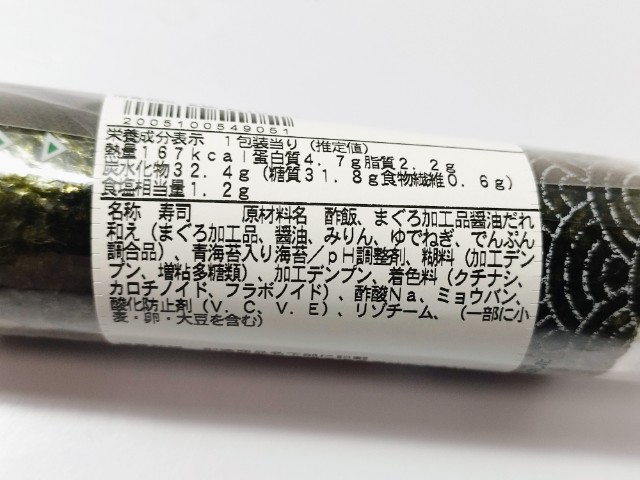 2005100549051
栄養成分表示 1包装当り(推定値)
熱量167kcal蛋白質4.7g脂質2.2g
炭水化物32.4g(糖質31.8g食物繊維0.6g)
食塩相当量1.2g
名称 寿司 原材料名 酢飯、まぐろ加工品醤油だれ
和え(まぐろ加工品、醤油、みりん、ゆでねぎ、でんぷん
調合品)、青海苔入り海苔/pH調整剤、糊料(加工デン
プン、増粘多糖類)、加工デンプン、着色料(クチナシ、
カロチノイド、フラボノイド)、酢酸Na、ミョウバン、
酸化防止剤(V.C、V.E)、リゾチーム、(一部に小
麦・卵・大豆を含む)